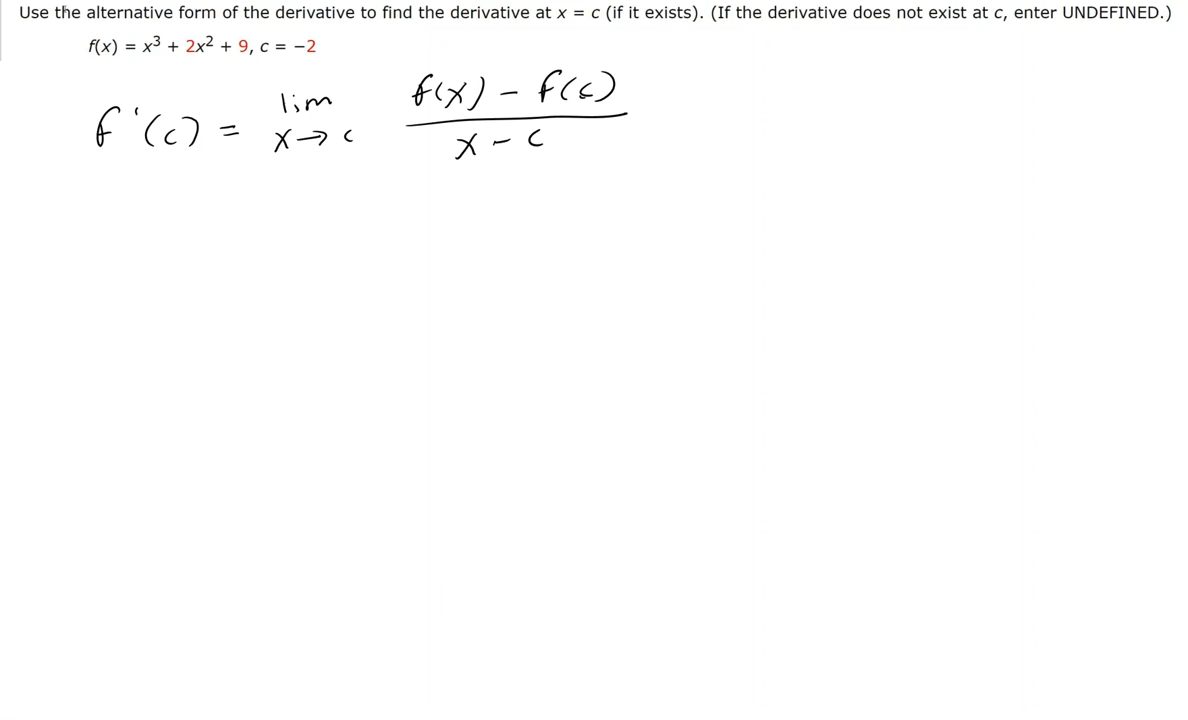 Use the alternative form of the derivative to find the derivative at x = c (if it exists). (If the derivative does not exist at c, enter UNDEFINED.)
f(x) = x³ + 2x² + 9, c = −2
f'(c) = lim x→c (f(x) - f(c)) / (x - c)